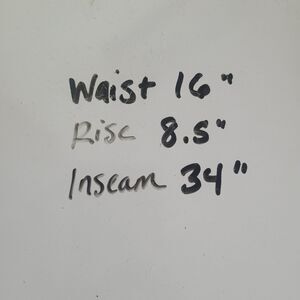 Waist 16"
Rise 8.5"
Inseam 34"